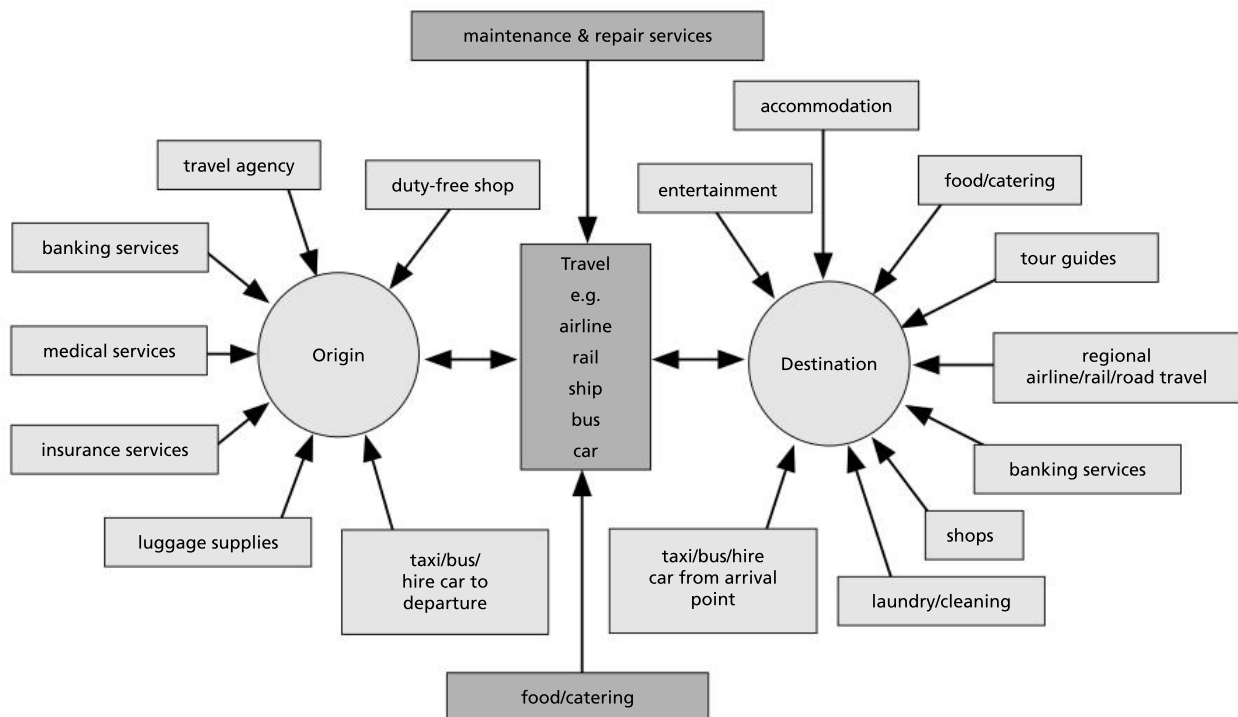 maintenance & repair services
accommodation
travel agency
duty-free shop
entertainment
food/catering
banking services
tour guides
Travel
e.g.
airline
rail
ship
bus
car
medical services
Origin
Destination
regional
airline/rail/road travel
insurance services
banking services
luggage supplies
taxi/bus/
hire car to
departure
taxi/bus/hire
car from arrival
point
shops
laundry/cleaning
food/catering